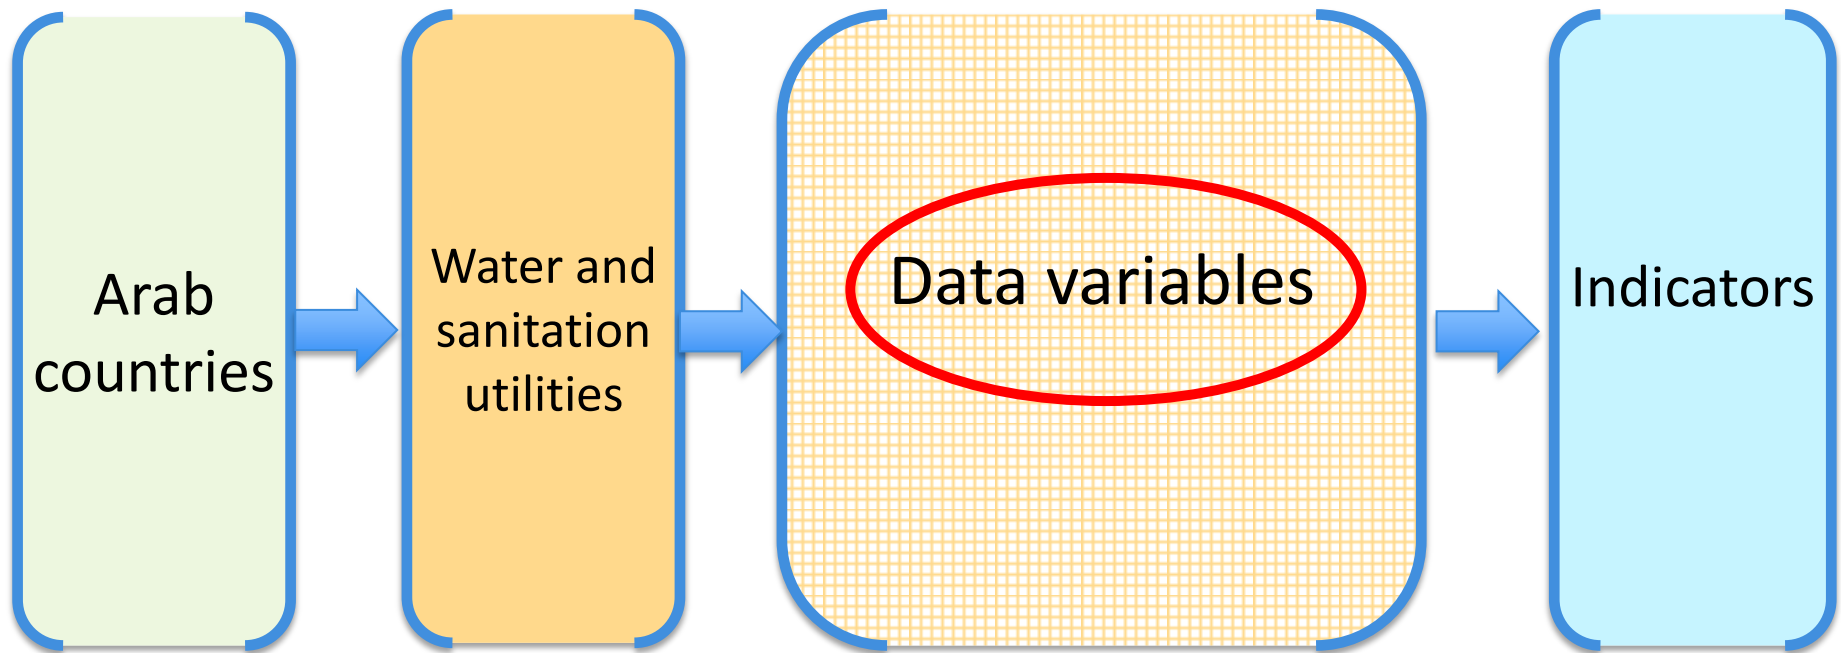 Arab
countries
Water and
sanitation
utilities
Data variables
Indicators